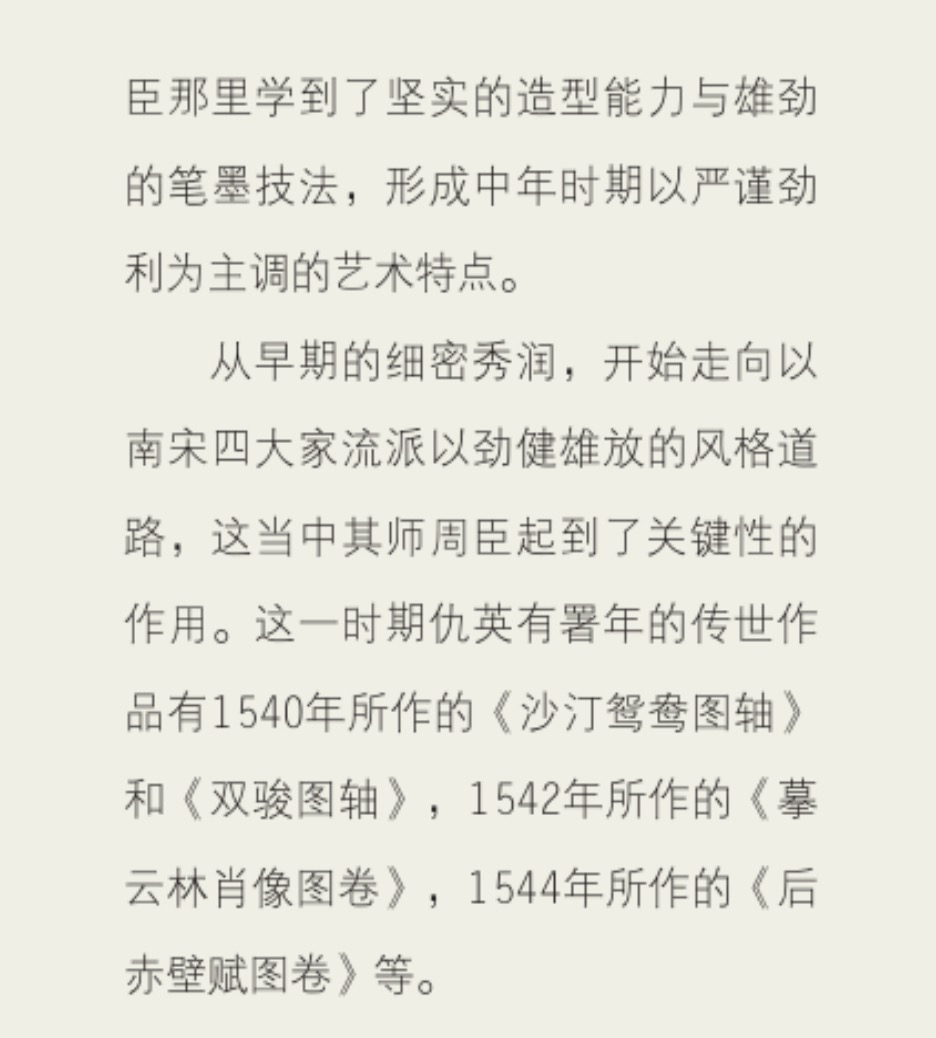 臣那里学到了坚实的造型能力与雄劲
的笔墨技法，形成中年时期以严谨劲
利为主调的艺术特点。
从早期的细密秀润，开始走向以
南宋四大家流派以劲健雄放的风格道
路，这当中其师周臣起到了关键性的
作用。这一时期仇英有署年的传世作
品有1540年所作的《沙汀鸳鸯图轴》
和《双骏图轴》，1542年所作的《摹
云林肖像图卷》，1544年所作的《后
赤壁赋图卷》等。